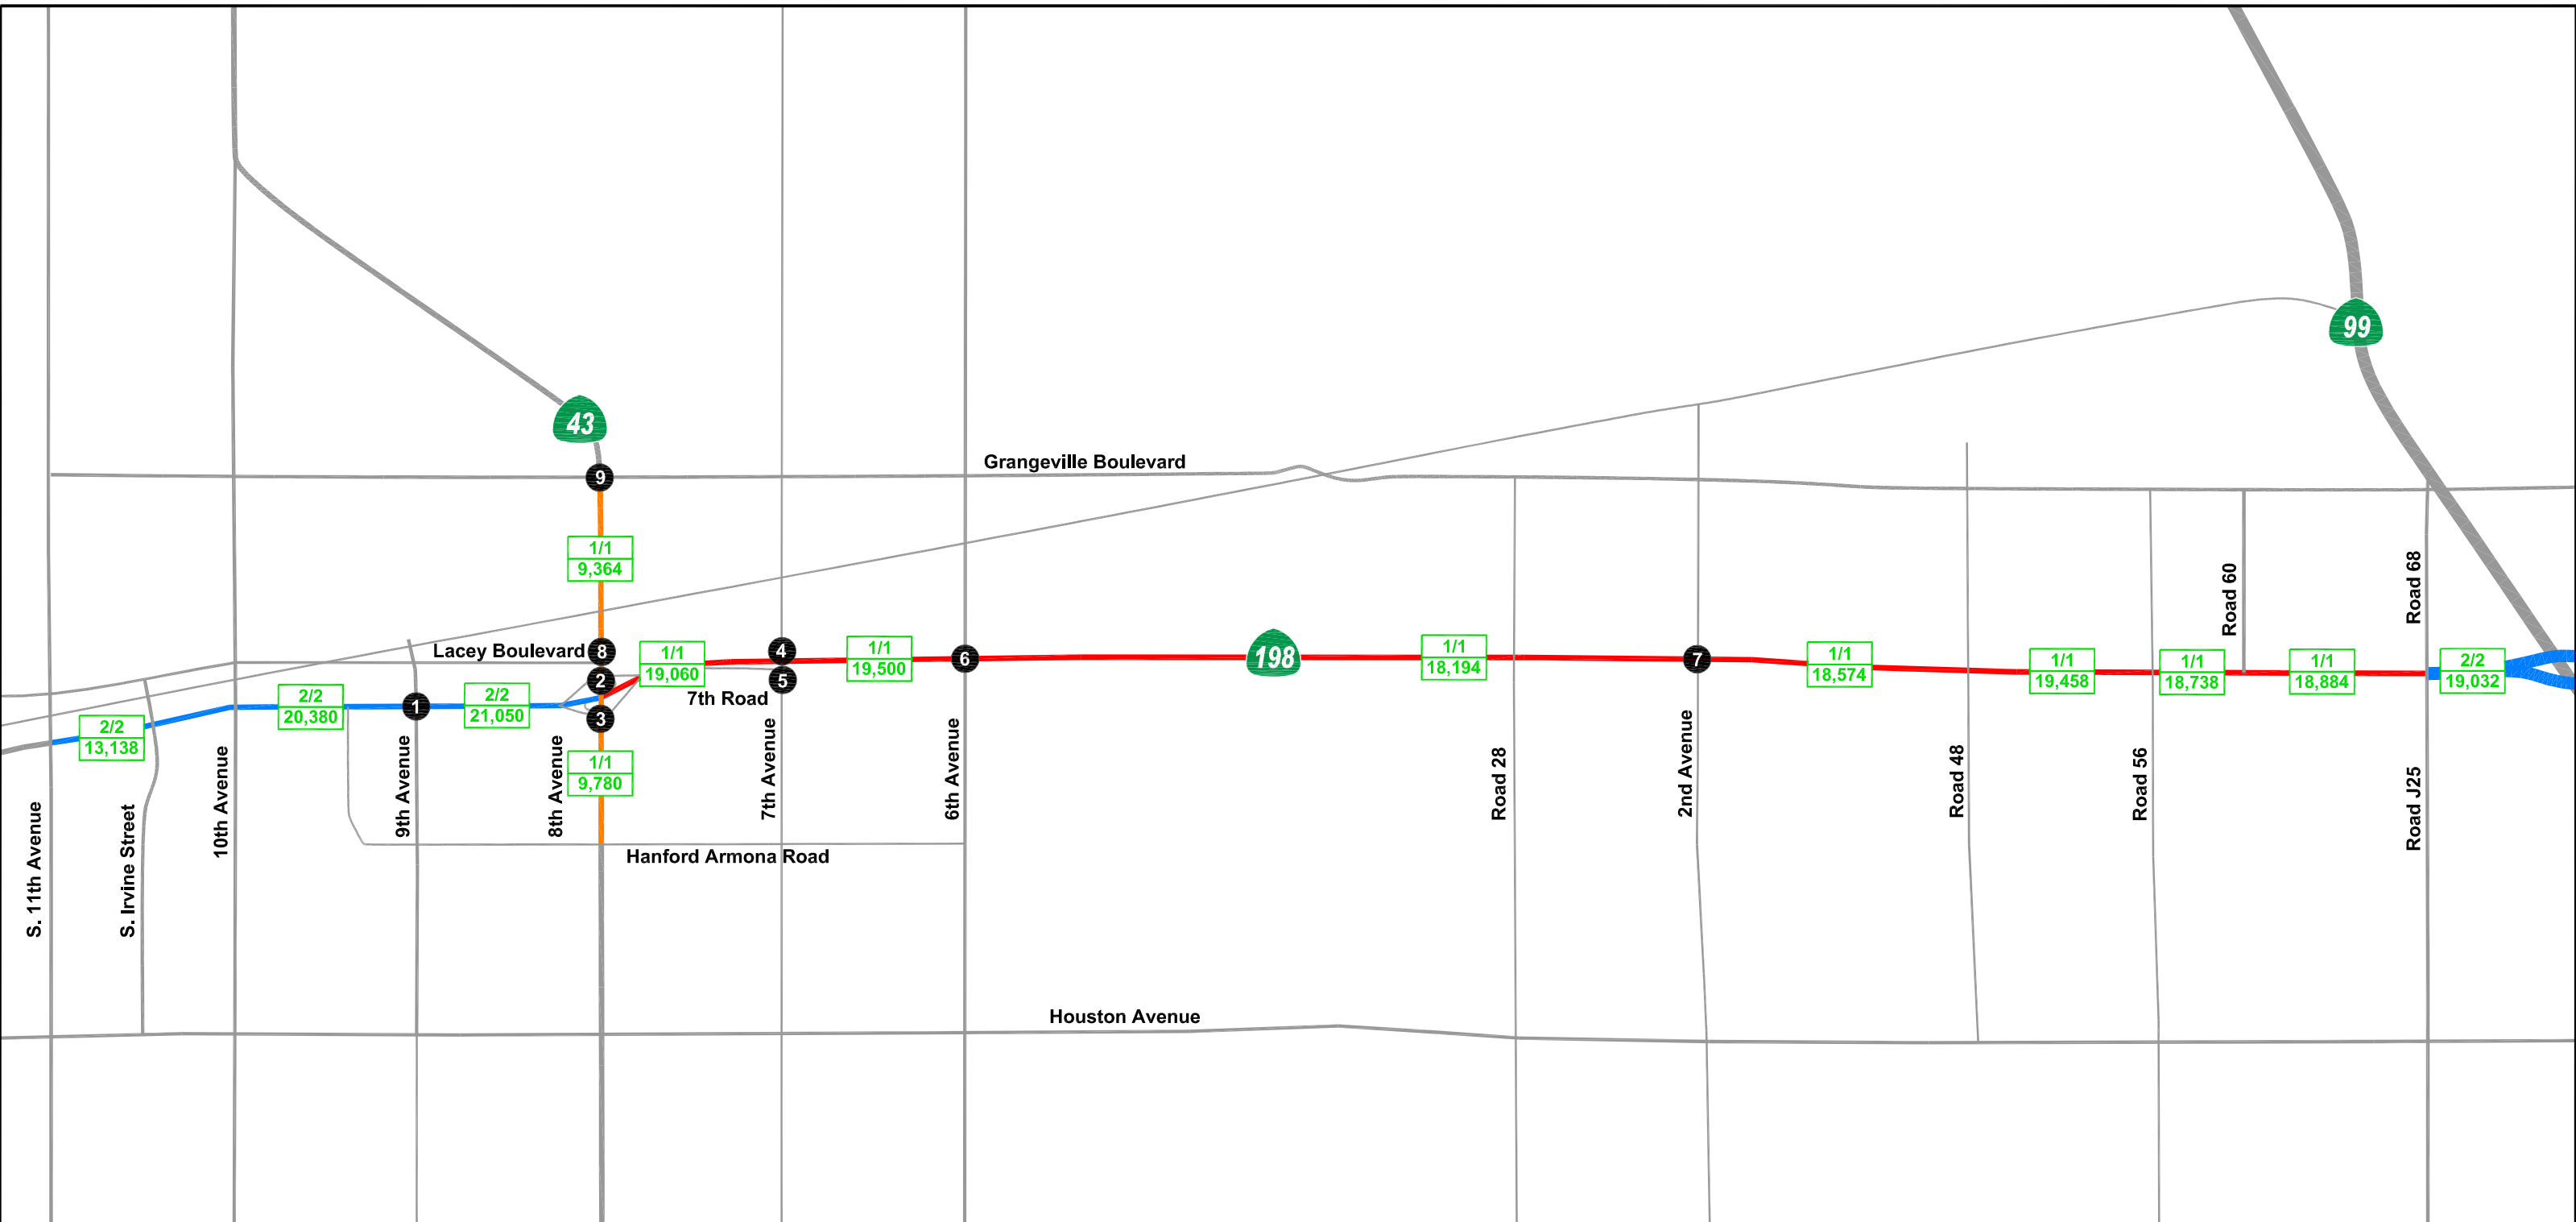 99
43
Grangeville Boulevard
9
1/1
9,364
Road 68
Road 60
Lacey Boulevard
8
1/1
19,060
4
1/1
19,500
6
198
1/1
18,194
7
1/1
18,574
1/1
19,458
1/1
18,738
1/1
18,884
2/2
19,032
2
5
7th Road
2/2
13,138
2/2
20,380
1
2/2
21,050
3
1/1
9,780
S. 11th Avenue
S. Irvine Street
10th Avenue
9th Avenue
8th Avenue
7th Avenue
6th Avenue
Road 28
2nd Avenue
Road 48
Road 56
Road J25
Hanford Armona Road
Houston Avenue